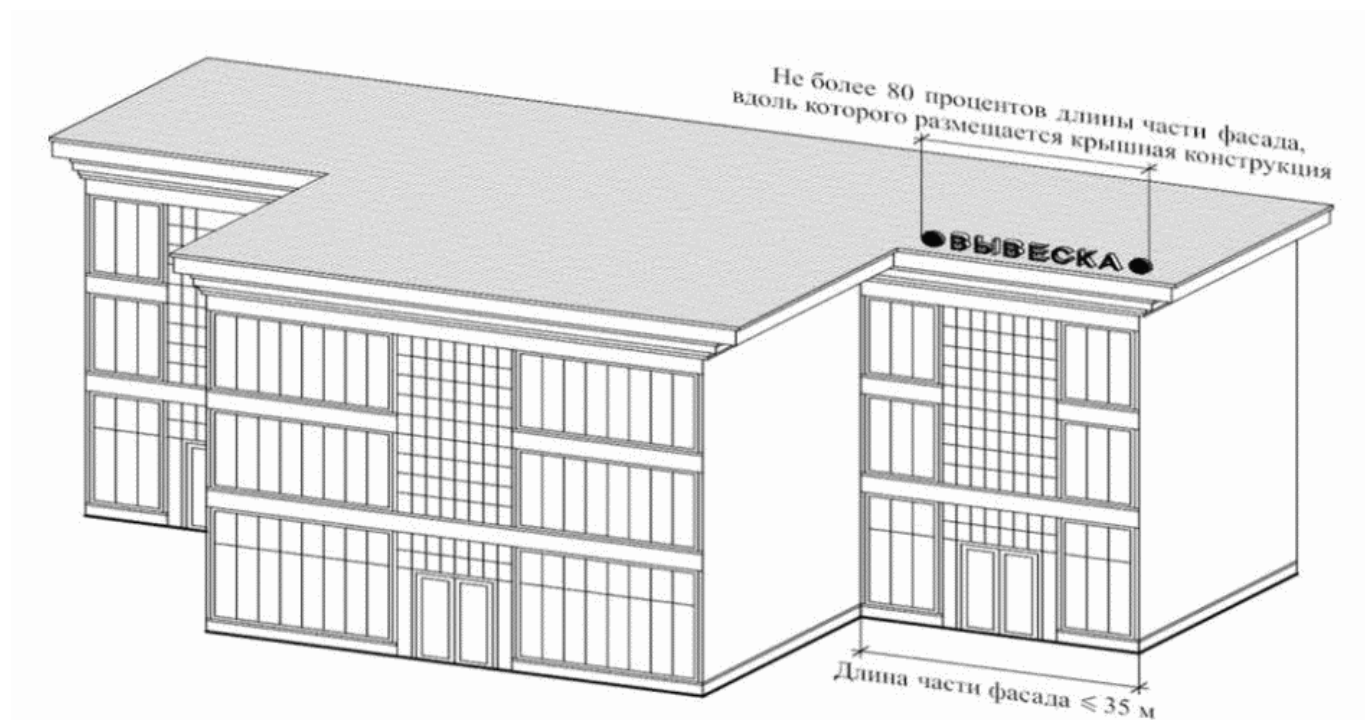 Не более 80 процентов длины части фасада,
вдоль которого размещается крышная конструкция
ВЫВЕСКА
Длина части фасада ⩽ 35 м